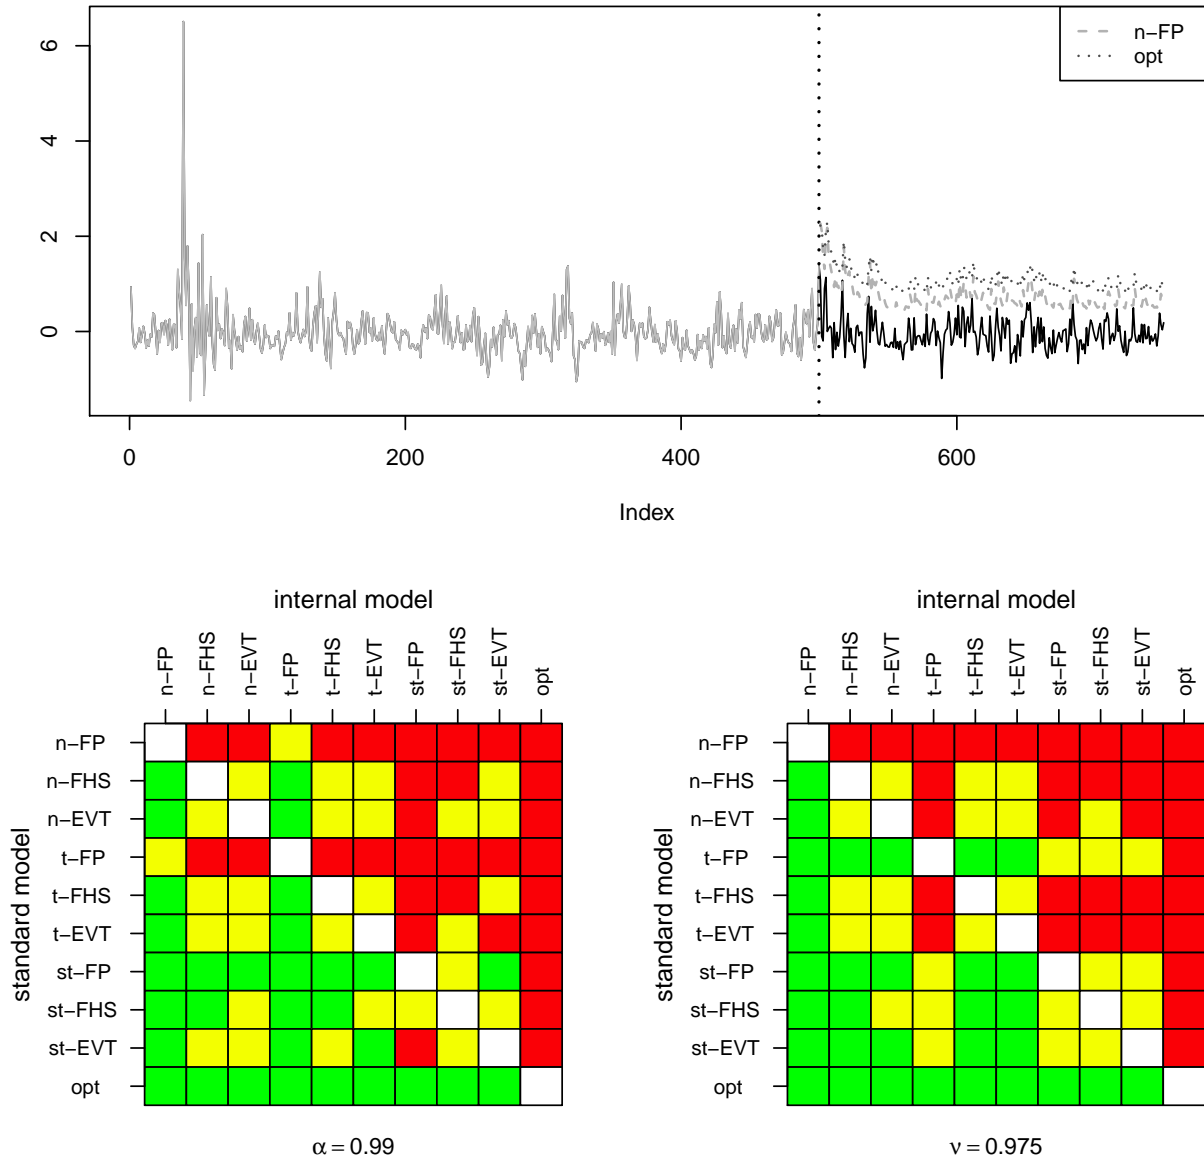 n−FP
opt
6
4
2
0
0 200 400 600
Index
internal model
n−FP n−FHS n−EVT t−FP t−FHS t−EVT st−FP st−FHS st−EVT opt
standard model
n−FP
n−FHS
n−EVT
t−FP
t−FHS
t−EVT
st−FP
st−FHS
st−EVT
opt
α = 0.99
internal model
n−FP n−FHS n−EVT t−FP t−FHS t−EVT st−FP st−FHS st−EVT opt
standard model
n−FP
n−FHS
n−EVT
t−FP
t−FHS
t−EVT
st−FP
st−FHS
st−EVT
opt
ν = 0.975